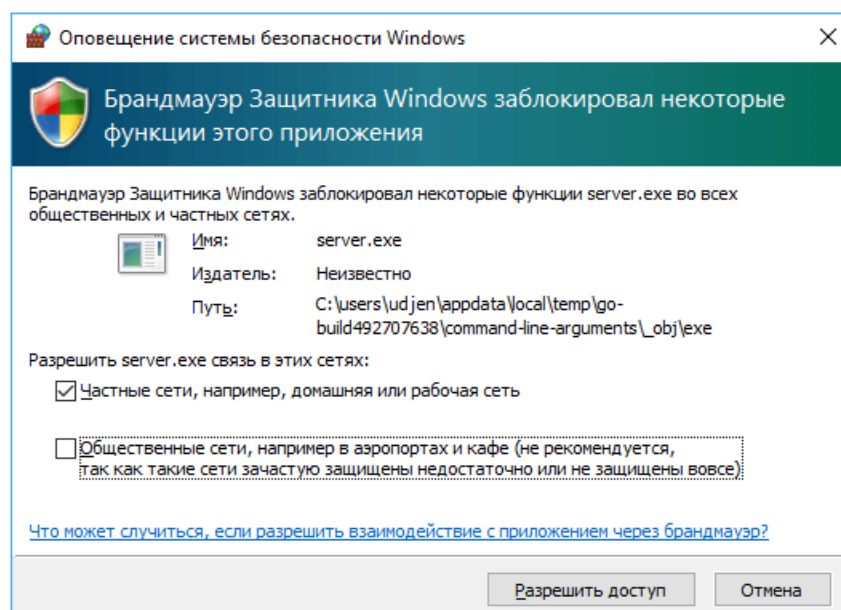 Оповещение системы безопасности Windows
Брандмауэр Защитника Windows заблокировал некоторые
функции этого приложения
Брандмауэр Защитника Windows заблокировал некоторые функции server.exe во всех
общественных и частных сетях.
Имя: server.exe
Издатель: Неизвестно
Путь: C:\users\udjen\appdata\local\temp\go-
build492707638\command-line-arguments\_obj\exe
Разрешить server.exe связь в этих сетях:
Частные сети, например, домашняя или рабочая сеть
Общественные сети, например в аэропортах и кафе (не рекомендуется,
так как такие сети зачастую защищены недостаточно или не защищены вовсе)
Что может случиться, если разрешить взаимодействие с приложением через брандмауэр?
Разрешить доступ Отмена